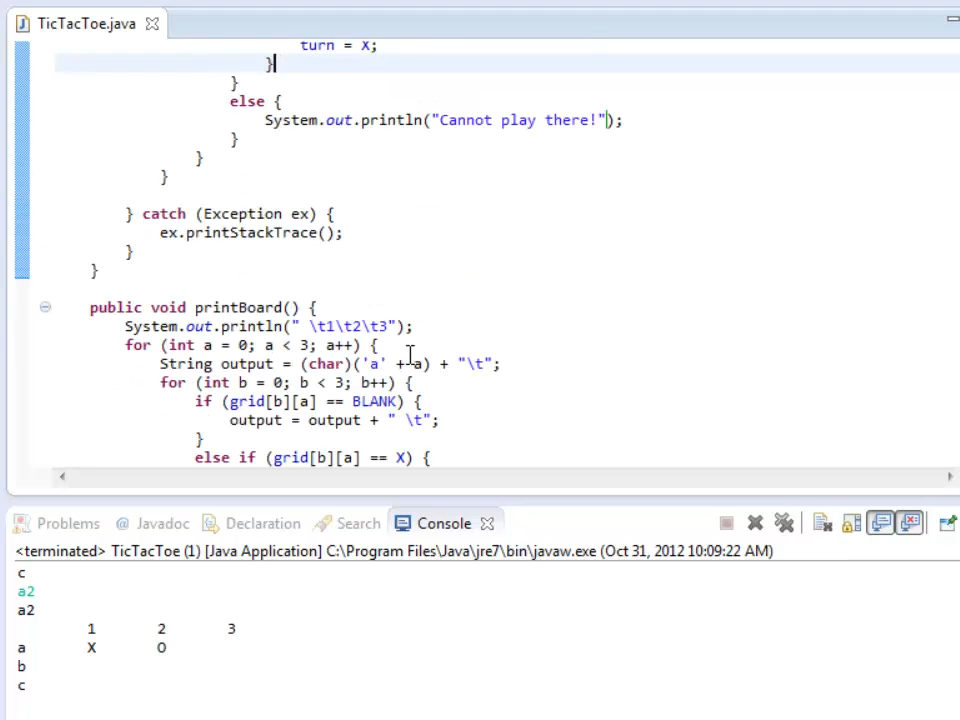 TicTacToe.java
turn = X;
}
}
else {
System.out.println("Cannot play there!");
}
}
}
} catch (Exception ex) {
ex.printStackTrace();
}
}
public void printBoard() {
System.out.println(" \t1\t2\t3");
for (int a = 0; a < 3; a++) {
String output = (char)('a' + a) + "\t";
for (int b = 0; b < 3; b++) {
if (grid[b][a] == BLANK) {
output = output + " \t";
}
else if (grid[b][a] == X) {
Problems @ Javadoc Declaration Search Console
<terminated> TicTacToe (1) [Java Application] C:\Program Files\Java\jre7\bin\javaw.exe (Oct 31, 2012 10:09:22 AM)
c
a2
a2
1 2 3
a X O
b
c